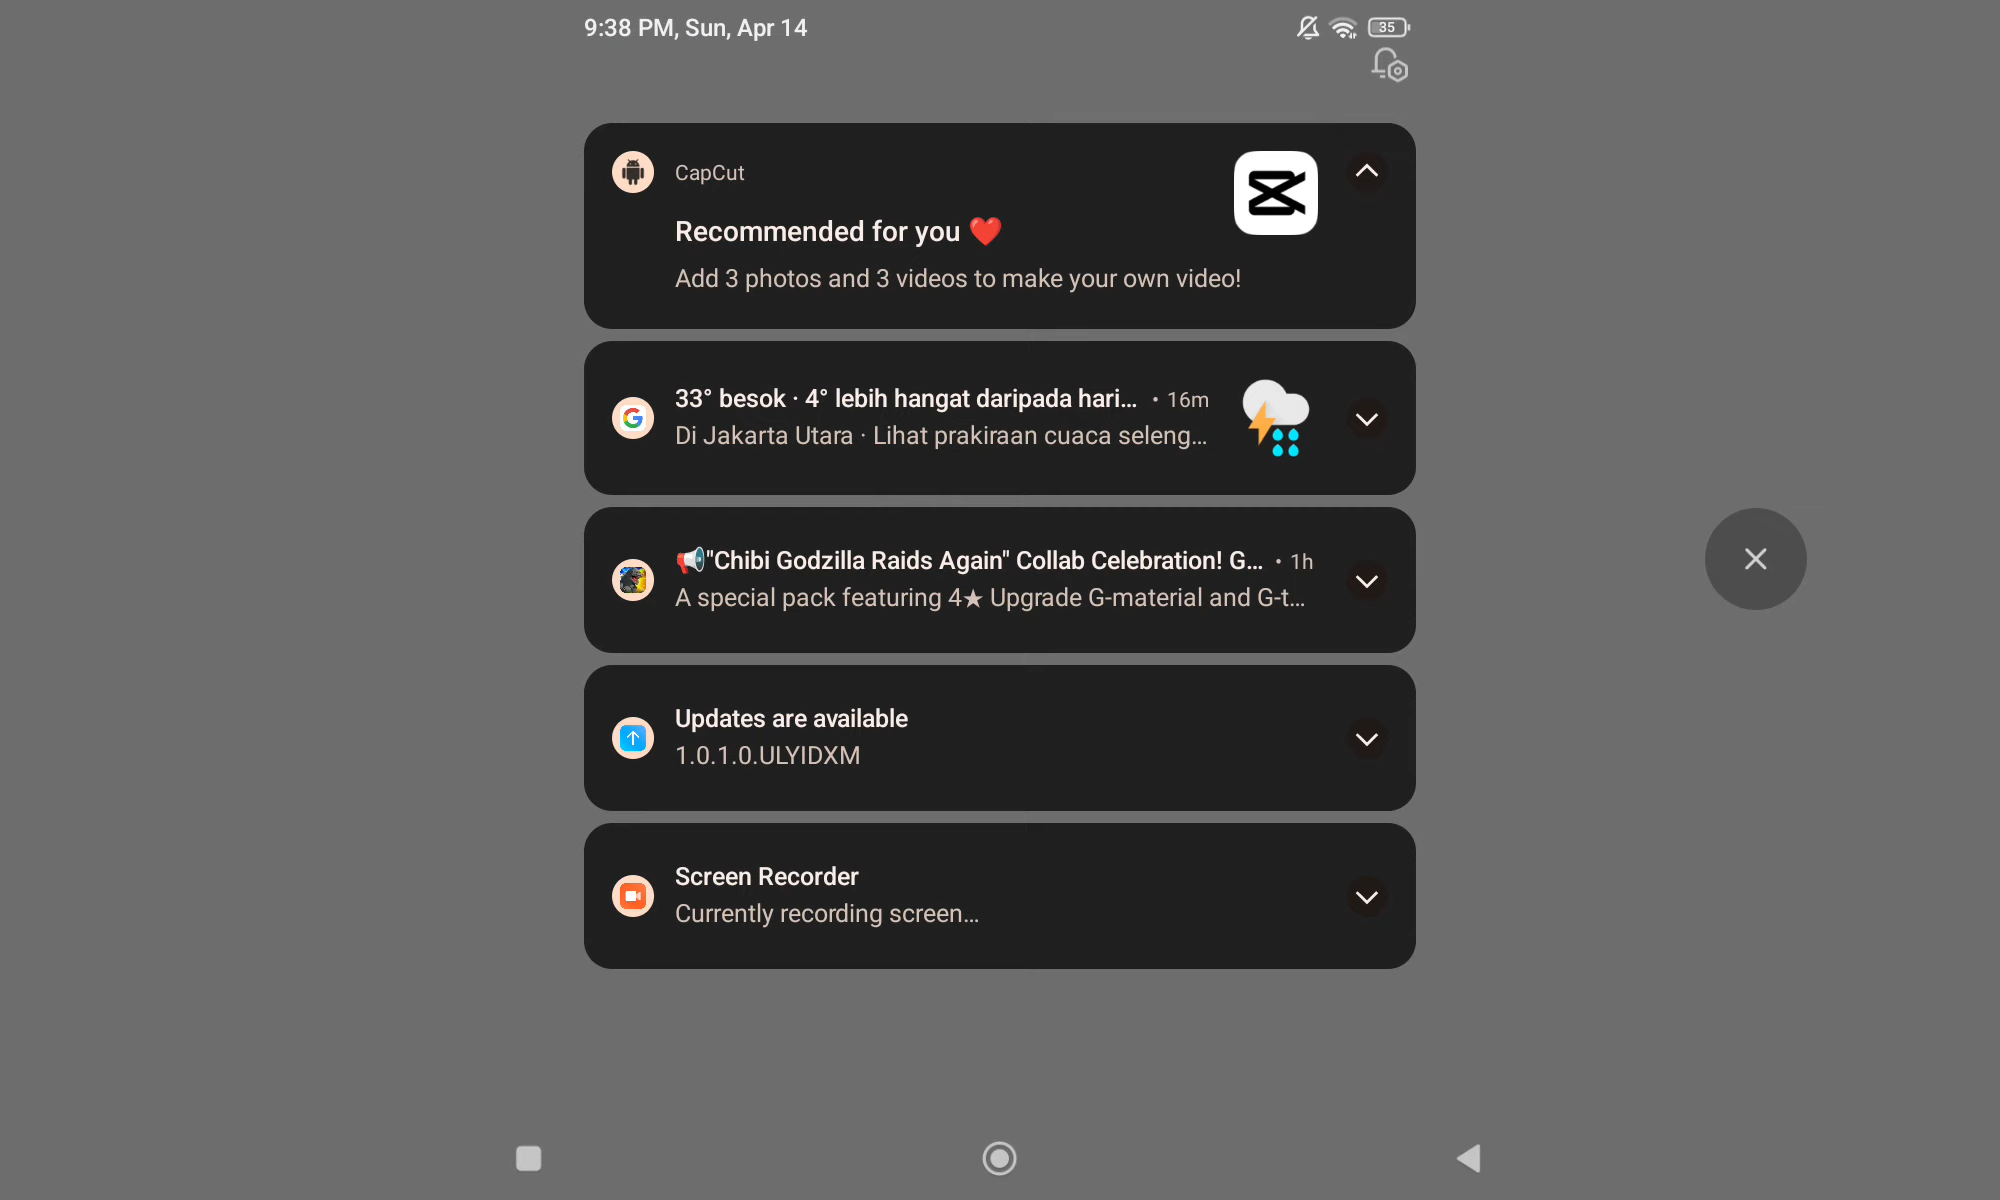 9:38 PM, Sun, Apr 14
35
CapCut
Recommended for you ❤️
Add 3 photos and 3 videos to make your own video!
33° besok · 4° lebih hangat daripada hari… • 16m
Di Jakarta Utara · Lihat prakiraan cuaca seleng…
📢"Chibi Godzilla Raids Again" Collab Celebration! G… • 1h
A special pack featuring 4★ Upgrade G-material and G-t…
Updates are available
1.0.1.0.ULYIDXM
Screen Recorder
Currently recording screen…